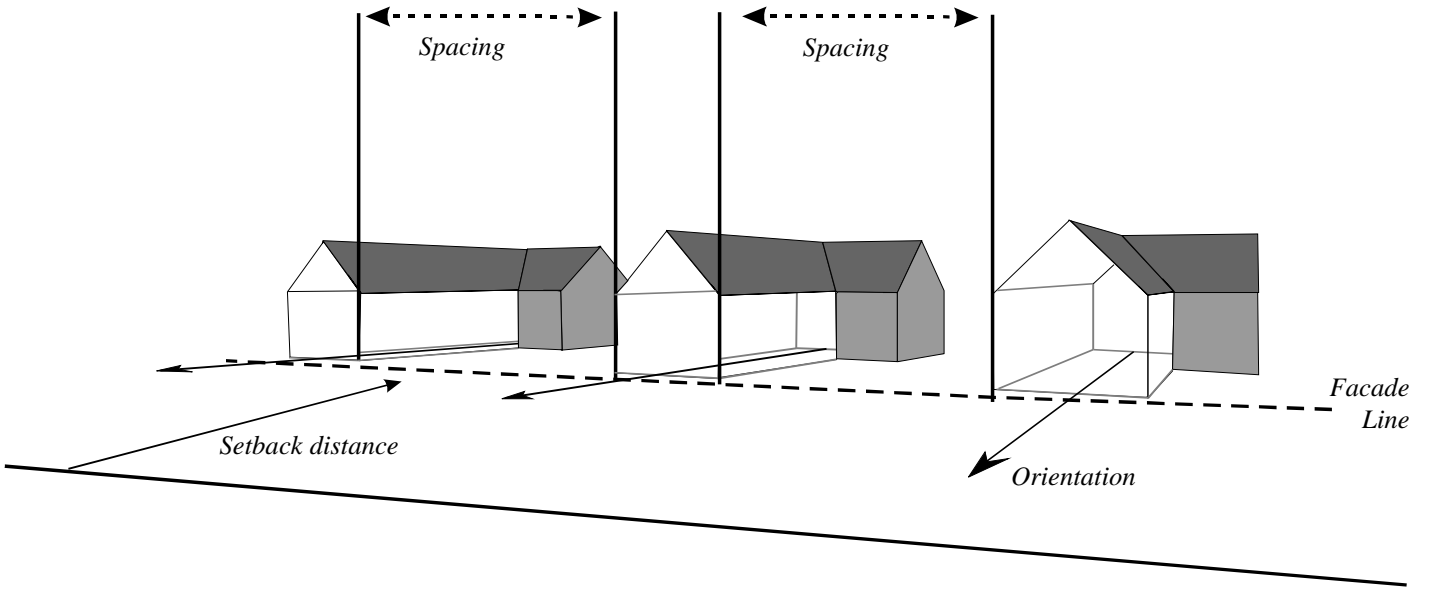 Spacing
Spacing
Facade
Line
Setback distance
Orientation